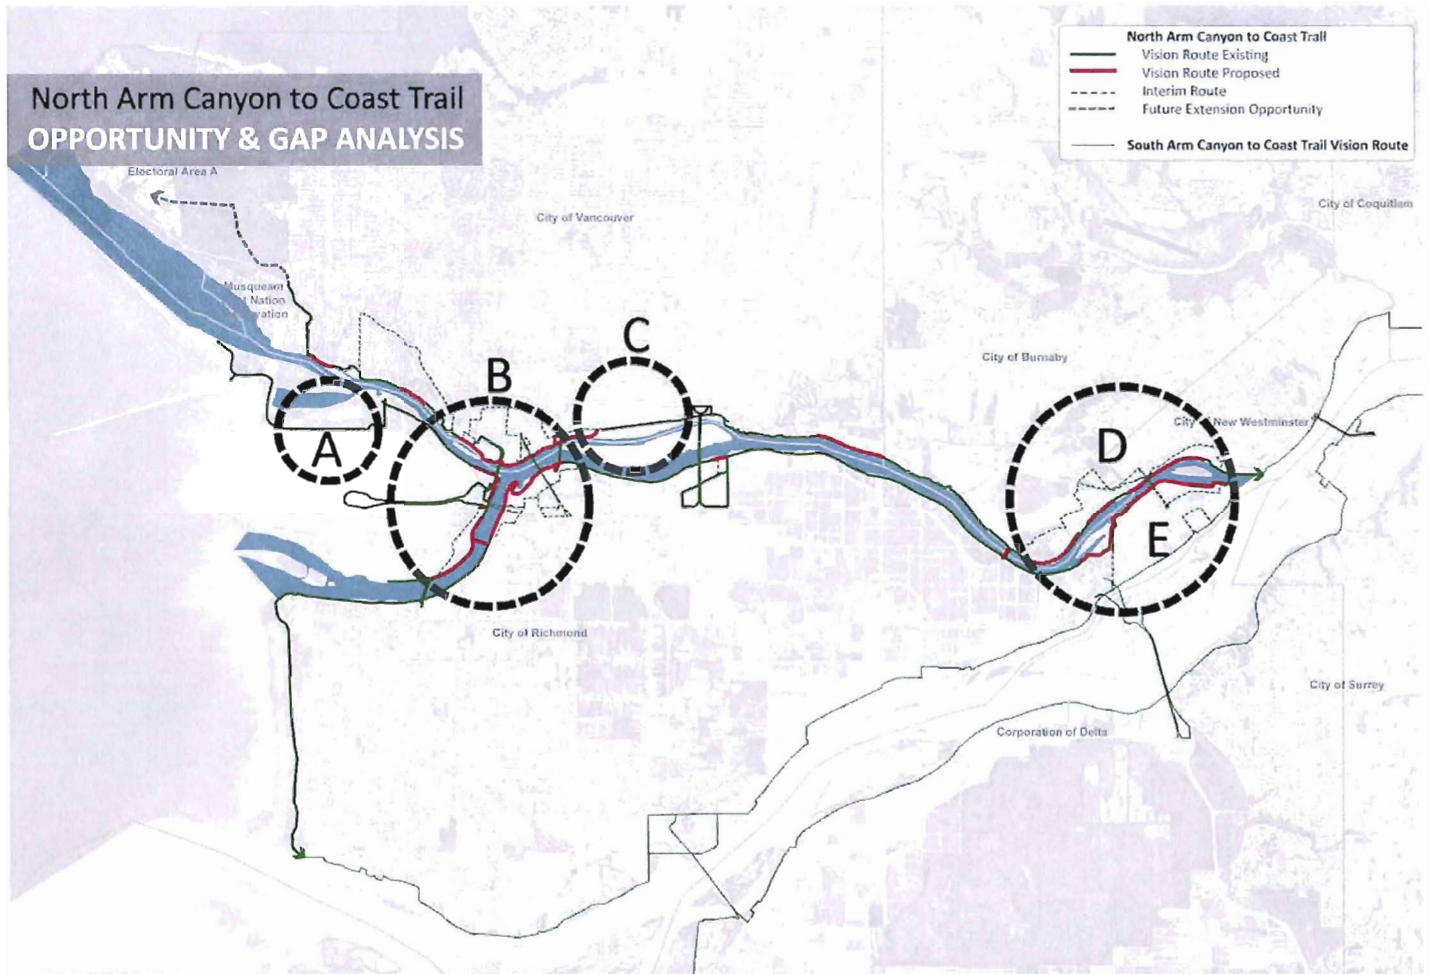 North Arm Canyon to Coast Trail
OPPORTUNITY & GAP ANALYSIS
North Arm Canyon to Coast Trail
Vision Route Existing
Vision Route Proposed
Interim Route
Future Extension Opportunity
South Arm Canyon to Coast Trail Vision Route
Electoral Area A
City of Vancouver
City of Coquitlam
Musqueam
Nation
City of Burnaby
A
B
C
D
E
City
New Westminster
City of Richmond
City of Surrey
Corporation of Delta